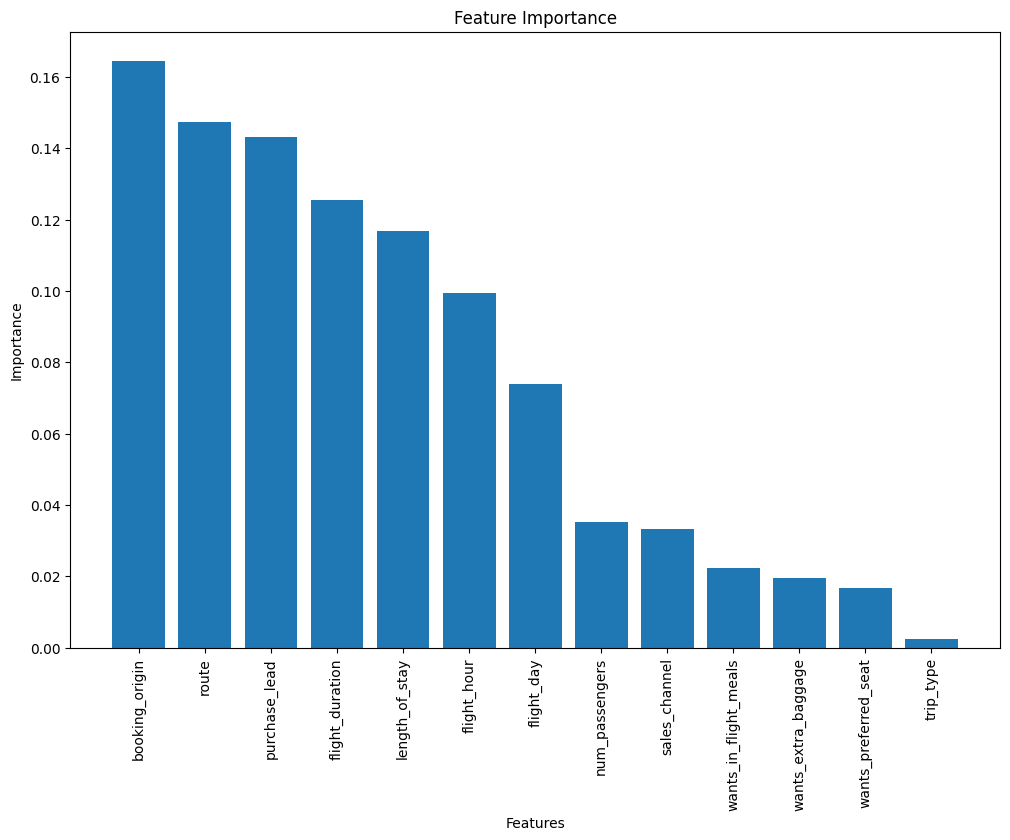 Feature Importance
Importance
0.16
0.14
0.12
0.10
0.08
0.06
0.04
0.02
0.00
booking_origin
route
purchase_lead
flight_duration
length_of_stay
flight_hour
flight_day
num_passengers
sales_channel
wants_in_flight_meals
wants_extra_baggage
wants_preferred_seat
trip_type
Features